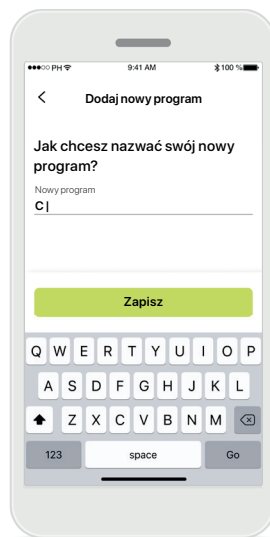 PH 9:41 AM 100 %
Dodaj nowy program
Jak chcesz nazwać swój nowy
program?
Nowy program
C|
Zapisz
Q W E R T Y U I O P
A S D F G H J K L
Z X C V B N M
123 space Go